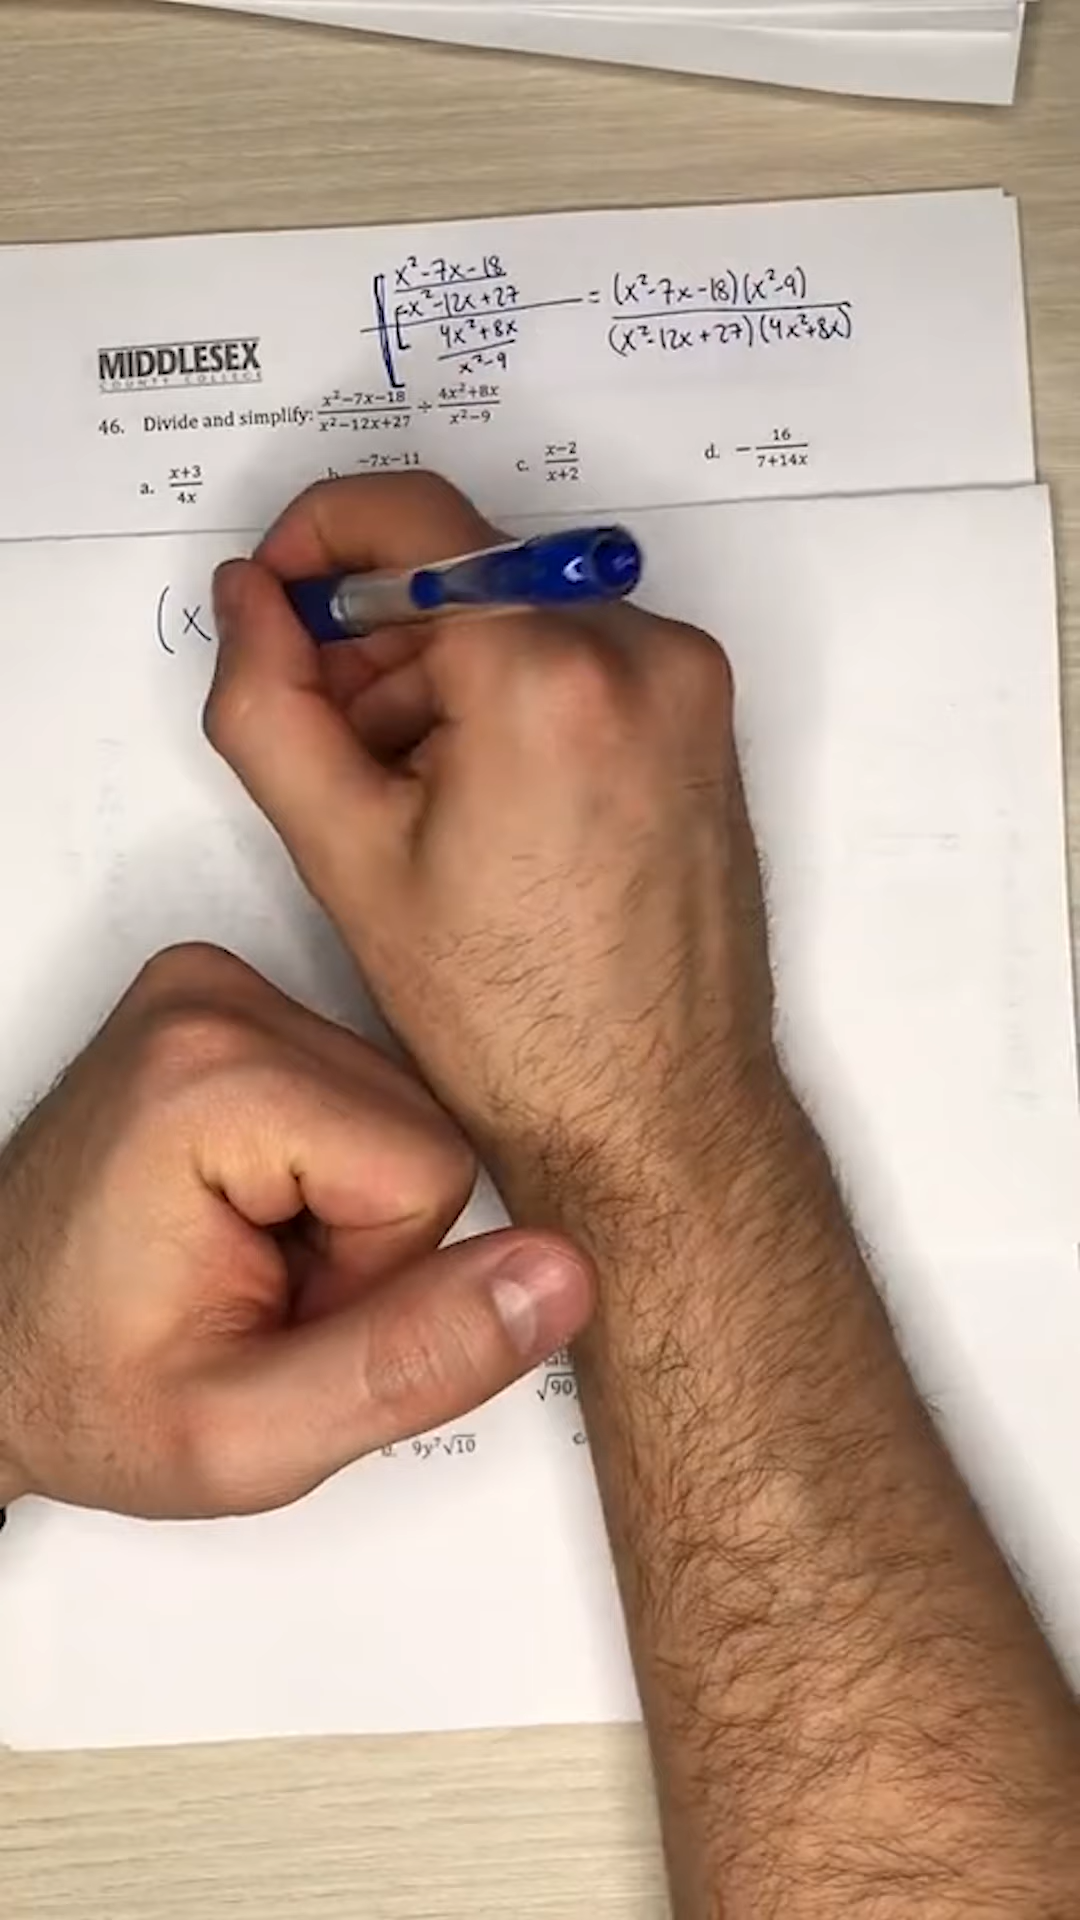 x²-7x-18
x²-12x+27
4x²+8x
x²-9
= (x²-7x-18)(x²-9)
(x²-12x+27)(4x²+8x)
MIDDLESEX
COUNTY COLLEGE
46. Divide and simplify: x²−7x−18 / x²−12x+27 ÷ 4x²+8x / x²−9
a. x+3 / 4x
b. −7x−11
c. x−2 / x+2
d. − 16 / 7+14x
(x
√90
9y⁷√10
c.